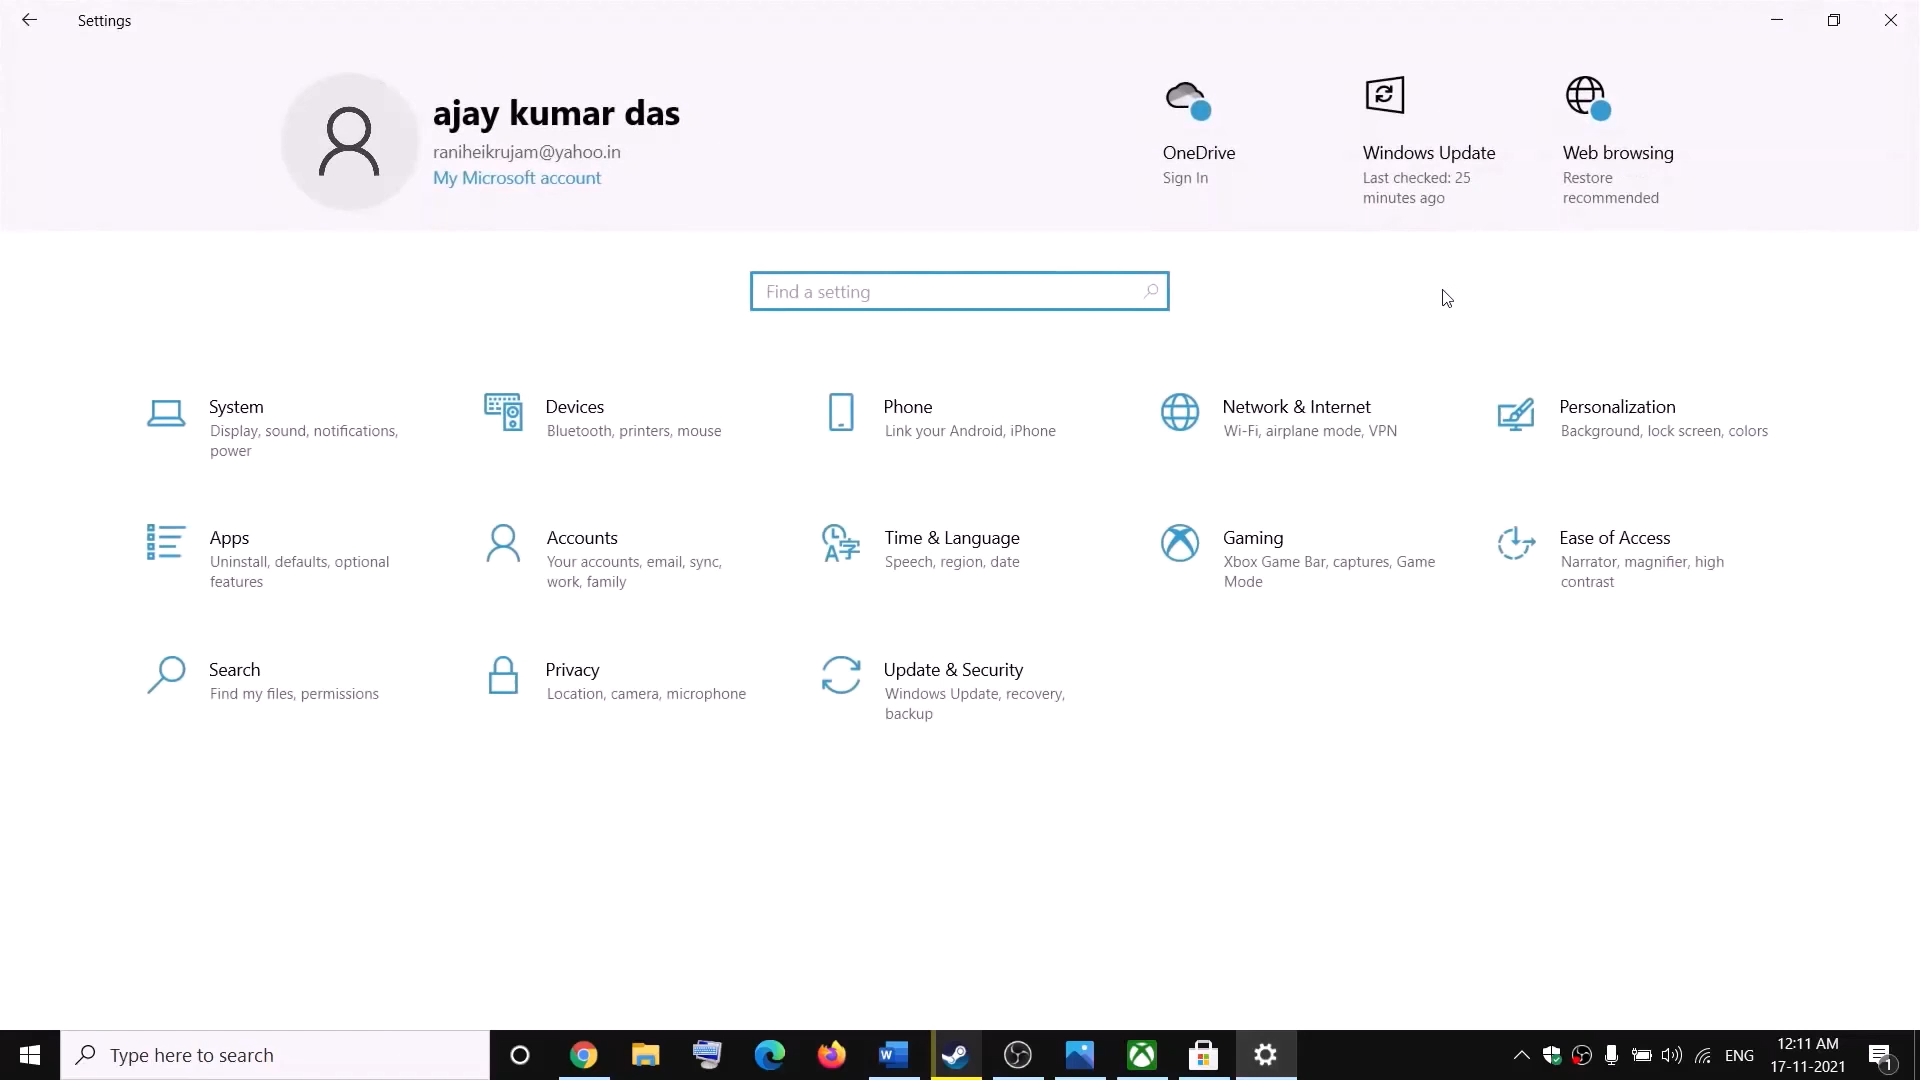 Settings
ajay kumar das
raniheikrujam@yahoo.in
My Microsoft account
OneDrive
Sign In
Windows Update
Last checked: 25
minutes ago
Web browsing
Restore
recommended
Find a setting
System
Display, sound, notifications,
power
Devices
Bluetooth, printers, mouse
Phone
Link your Android, iPhone
Network & Internet
Wi-Fi, airplane mode, VPN
Personalization
Background, lock screen, colors
Apps
Uninstall, defaults, optional
features
Accounts
Your accounts, email, sync,
work, family
Time & Language
Speech, region, date
Gaming
Xbox Game Bar, captures, Game
Mode
Ease of Access
Narrator, magnifier, high
contrast
Search
Find my files, permissions
Privacy
Location, camera, microphone
Update & Security
Windows Update, recovery,
backup
Type here to search
ENG
12:11 AM
17-11-2021
1